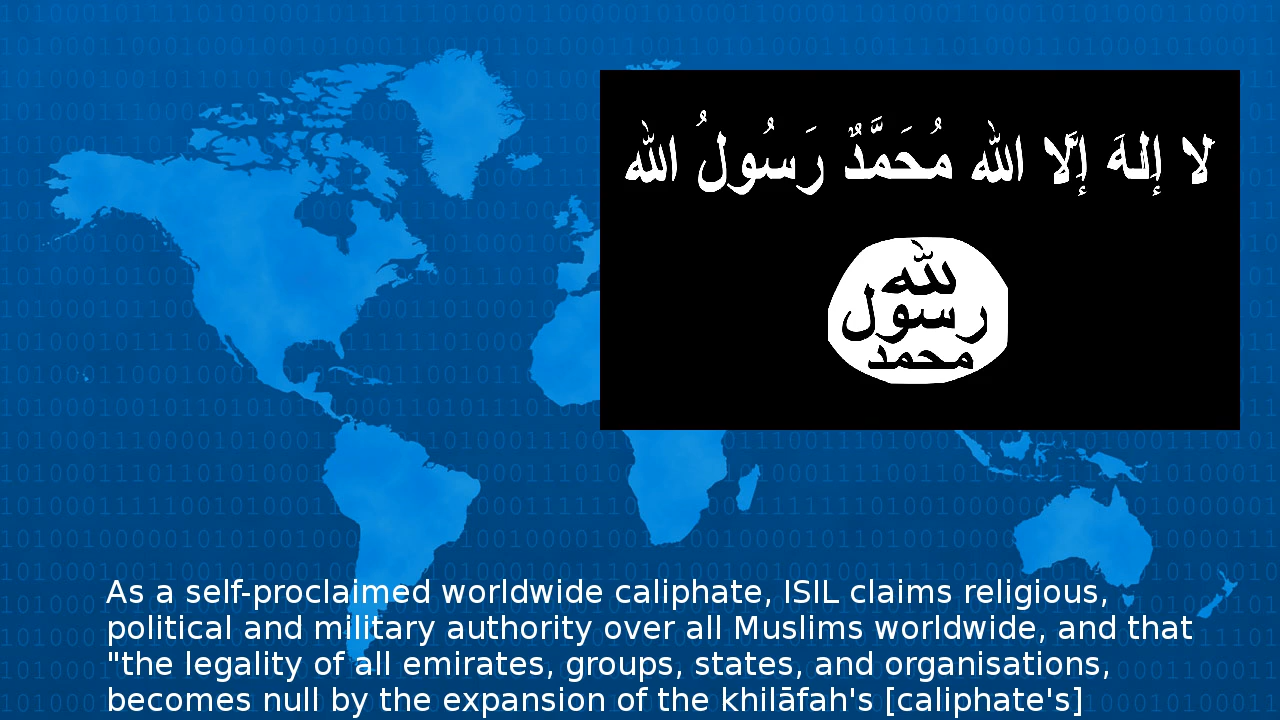 لا إله إلا الله مُحَمَّدٌ رَسُولُ الله
الله
رسول
محمد
As a self-proclaimed worldwide caliphate, ISIL claims religious,
political and military authority over all Muslims worldwide, and that
"the legality of all emirates, groups, states, and organisations,
becomes null by the expansion of the khilāfah's [caliphate's]